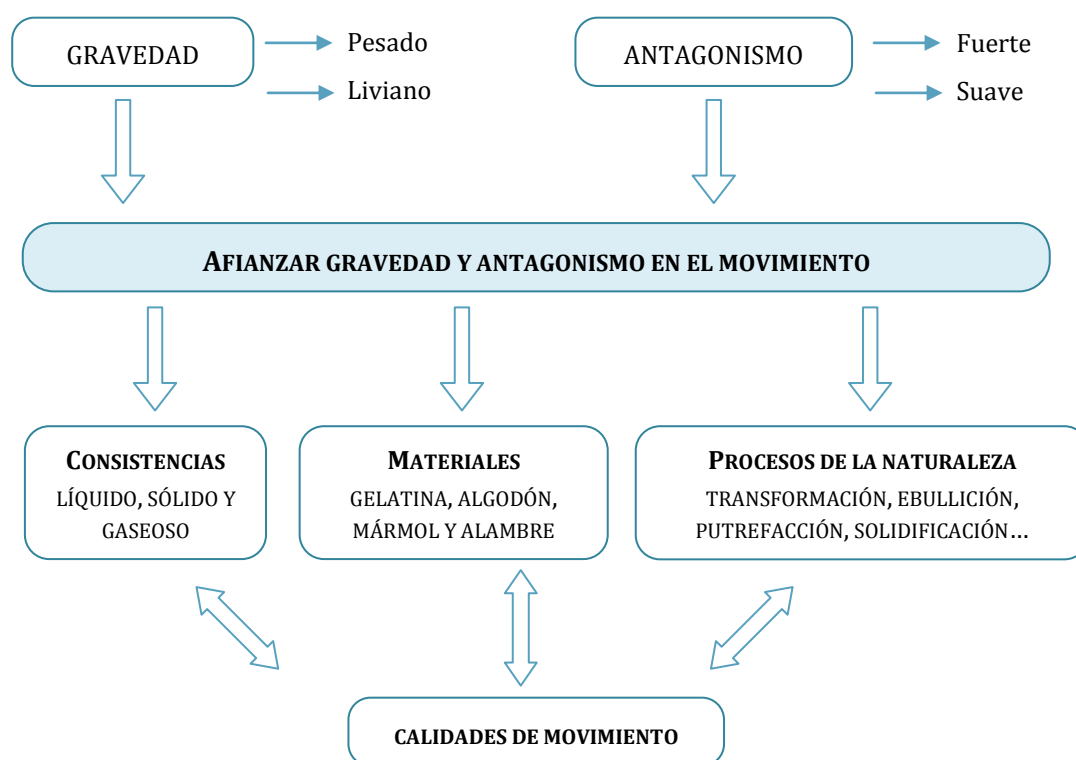 GRAVEDAD
Pesado
Liviano
ANTAGONISMO
Fuerte
Suave
AFIANZAR GRAVEDAD Y ANTAGONISMO EN EL MOVIMIENTO
CONSISTENCIAS
LÍQUIDO, SÓLIDO Y
GASEOSO
MATERIALES
GELATINA, ALGODÓN,
MÁRMOL Y ALAMBRE
PROCESOS DE LA NATURALEZA
TRANSFORMACIÓN, EBULLICIÓN,
PUTREFACCIÓN, SOLIDIFICACIÓN...
CALIDADES DE MOVIMIENTO